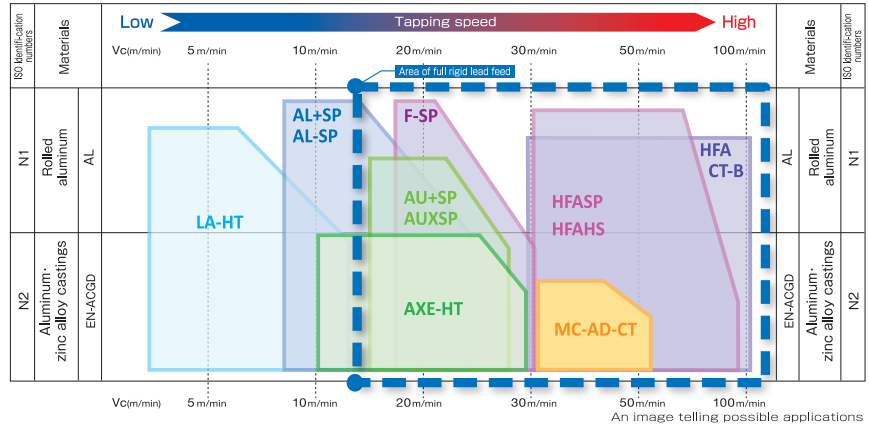 Low
Tapping speed
High
ISO Identifi-cation
numbers
Materials
Vc(m/min)
5 m/min
10 m/min
20 m/min
30 m/min
50 m/min
100 m/min
Materials
ISO Identifi-cation
numbers
Area of full rigid lead feed
N1
Rolled
aluminum
AL
AL+SP
AL-SP
F-SP
HFA
CT-B
LA-HT
AU+SP
AUXSP
HFASP
HFAHS
AL
Rolled
aluminum
N1
N2
Aluminum·
zinc alloy castings
EN-ACGD
AXE-HT
MC-AD-CT
EN-ACGD
Aluminum·
zinc alloy castings
N2
Vc(m/min)
5 m/min
10 m/min
20 m/min
30 m/min
50 m/min
100 m/min
An image telling possible applications